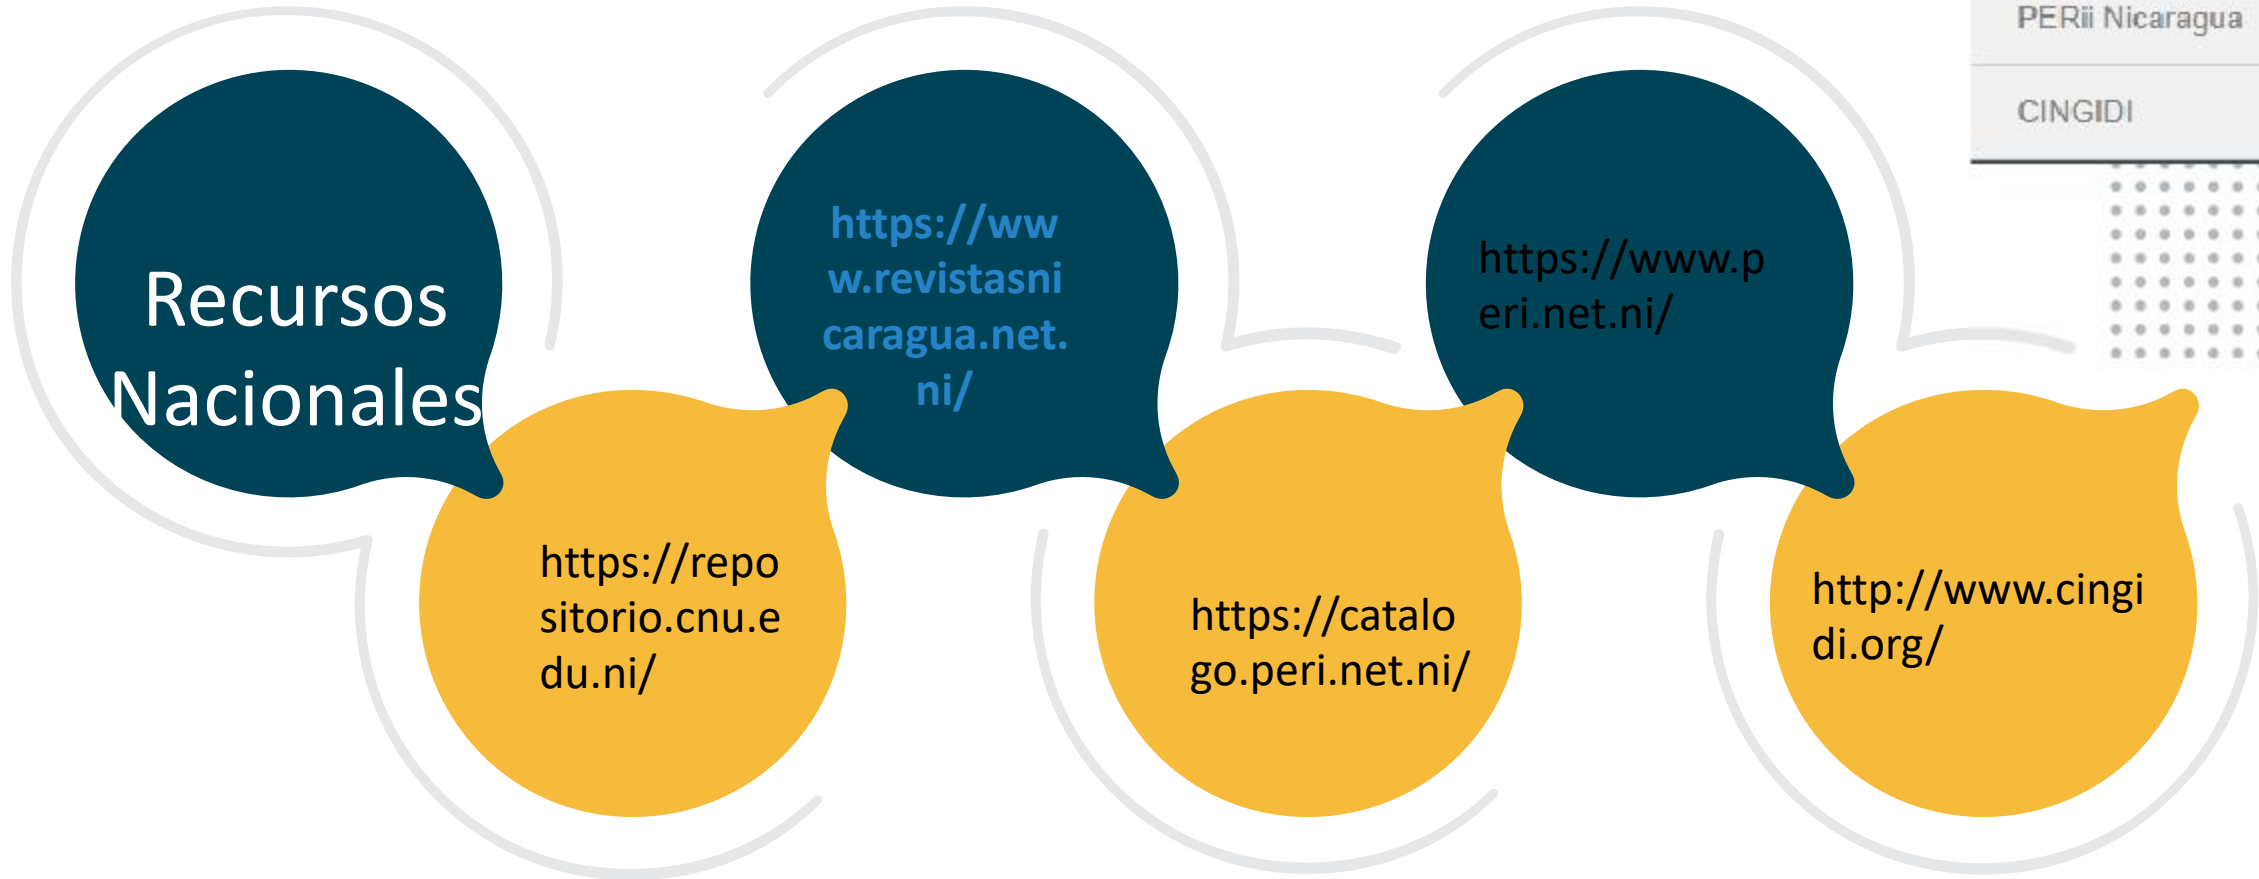 Recursos
Nacionales
https://repo
sitorio.cnu.e
du.ni/
https://ww
w.revistasni
caragua.net.
ni/
https://catalo
go.peri.net.ni/
https://www.p
eri.net.ni/
http://www.cingi
di.org/
PERii Nicaragua
CINGIDI